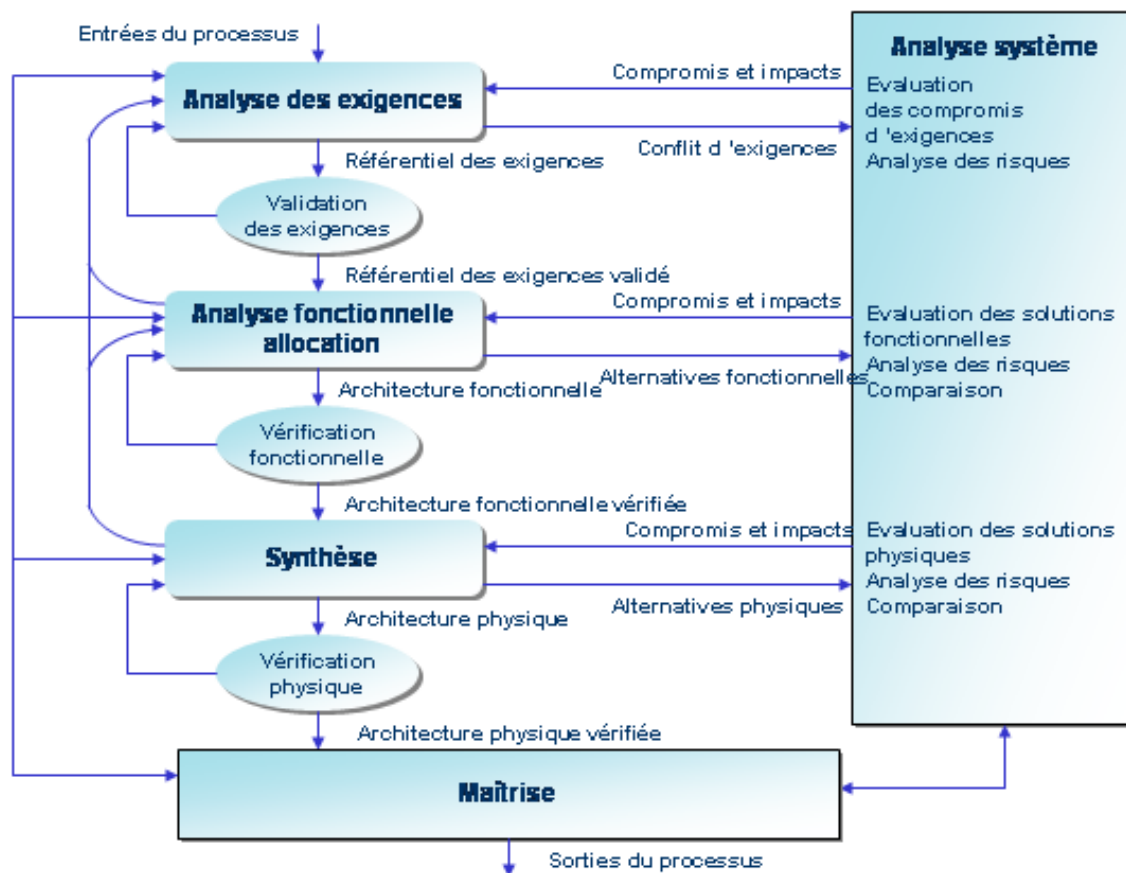 Entrées du processus
Analyse système
Analyse des exigences
Compromis et impacts
Evaluation
des compromis
d 'exigences
Analyse des risques
Conflit d 'exigences
Référentiel des exigences
Validation
des exigences
Référentiel des exigences validé
Analyse fonctionnelle
allocation
Compromis et impacts
Evaluation des solutions
fonctionnelles
Analyse des risques
Comparaison
Alternatives fonctionnelles
Architecture fonctionnelle
Vérification
fonctionnelle
Architecture fonctionnelle vérifiée
Synthèse
Compromis et impacts
Evaluation des solutions
physiques
Analyse des risques
Comparaison
Alternatives physiques
Architecture physique
Vérification
physique
Architecture physique vérifiée
Maîtrise
Sorties du processus